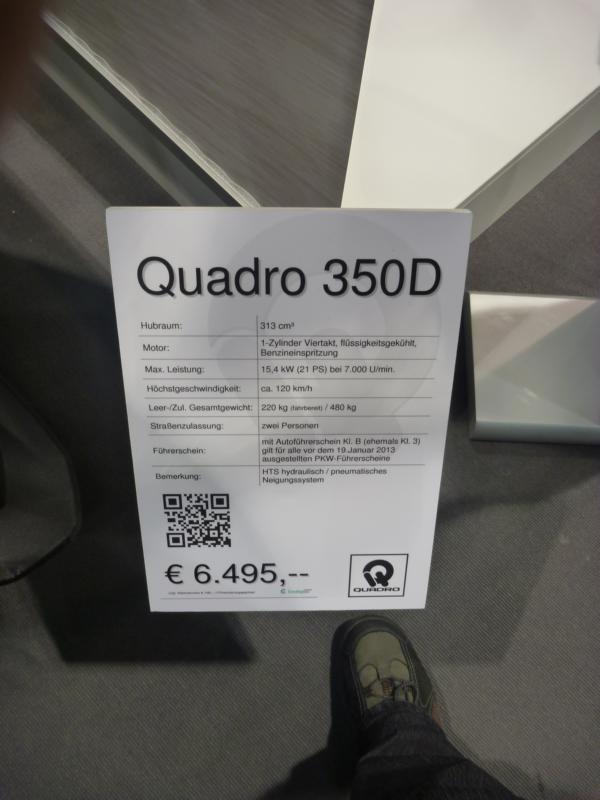 Quadro 350D
Hubraum: 313 cm³
Motor: 1-Zylinder Viertakt, flüssigkeitsgekühlt,
Benzineinspritzung
Max. Leistung: 15,4 kW (21 PS) bei 7.000 U/min.
Höchstgeschwindigkeit: ca. 120 km/h
Leer-/Zul. Gesamtgewicht: 220 kg (fahrbereit) / 480 kg
Straßenzulassung: zwei Personen
Führerschein: mit Autoführerschein Kl. B (ehemals Kl. 3)
gilt für alle vor dem 19.Januar 2013
ausgestellten PKW-Führerscheine
Bemerkung: HTS hydraulisch / pneumatisches
Neigungssystem
€ 6.495,--
QUADRO